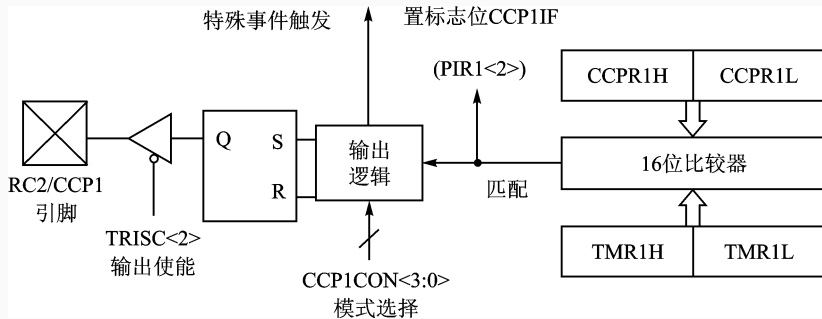 特殊事件触发
置标志位CCP1IF
(PIR1<2>)
CCPR1H
CCPR1L
Q
S
R
输出
逻辑
匹配
16位比较器
RC2/CCP1
引脚
TRISC<2>
输出使能
CCP1CON<3:0>
模式选择
TMR1H
TMR1L